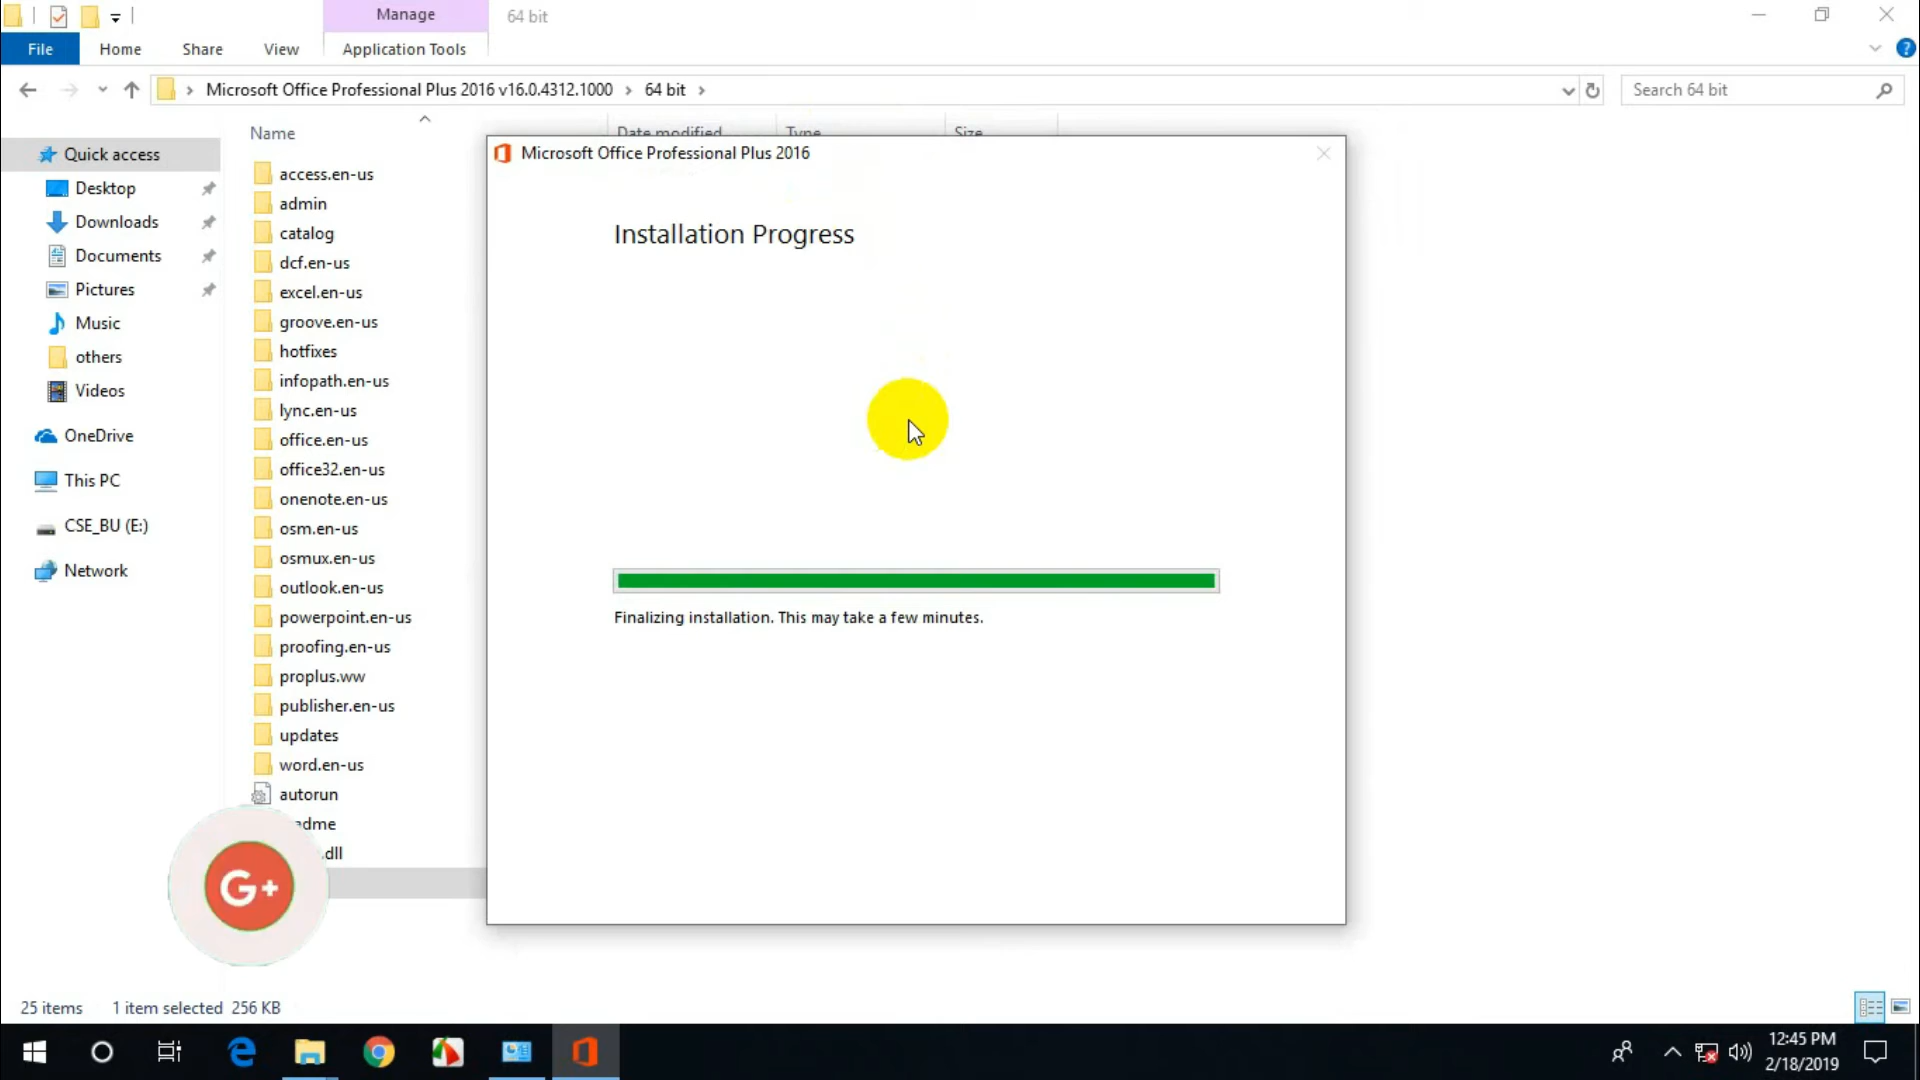 Manage
64 bit
File
Home
Share
View
Application Tools
?
Microsoft Office Professional Plus 2016 v16.0.4312.1000 > 64 bit >
Search 64 bit
Name
Date modified
Type
Size
Quick access
Desktop
Downloads
Documents
Pictures
Music
others
Videos
OneDrive
This PC
CSE_BU (E:)
Network
access.en-us
admin
catalog
dcf.en-us
excel.en-us
groove.en-us
hotfixes
infopath.en-us
lync.en-us
office.en-us
office32.en-us
onenote.en-us
osm.en-us
osmux.en-us
outlook.en-us
powerpoint.en-us
proofing.en-us
proplus.ww
publisher.en-us
updates
word.en-us
autorun
adme
.dll
G+
Microsoft Office Professional Plus 2016
Installation Progress
Finalizing installation. This may take a few minutes.
25 items
1 item selected 256 KB
12:45 PM
2/18/2019